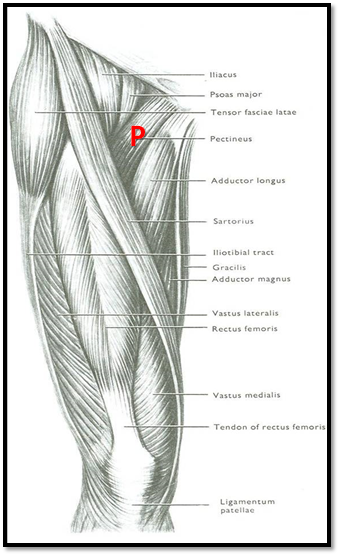 Iliacus
Psoas major
Tensor fasciae latae
P
Pectineus
Adductor longus
Sartorius
Iliotibial tract
Gracilis
Adductor magnus
Vastus lateralis
Rectus femoris
Vastus medialis
Tendon of rectus femoris
Ligamentum
patellae